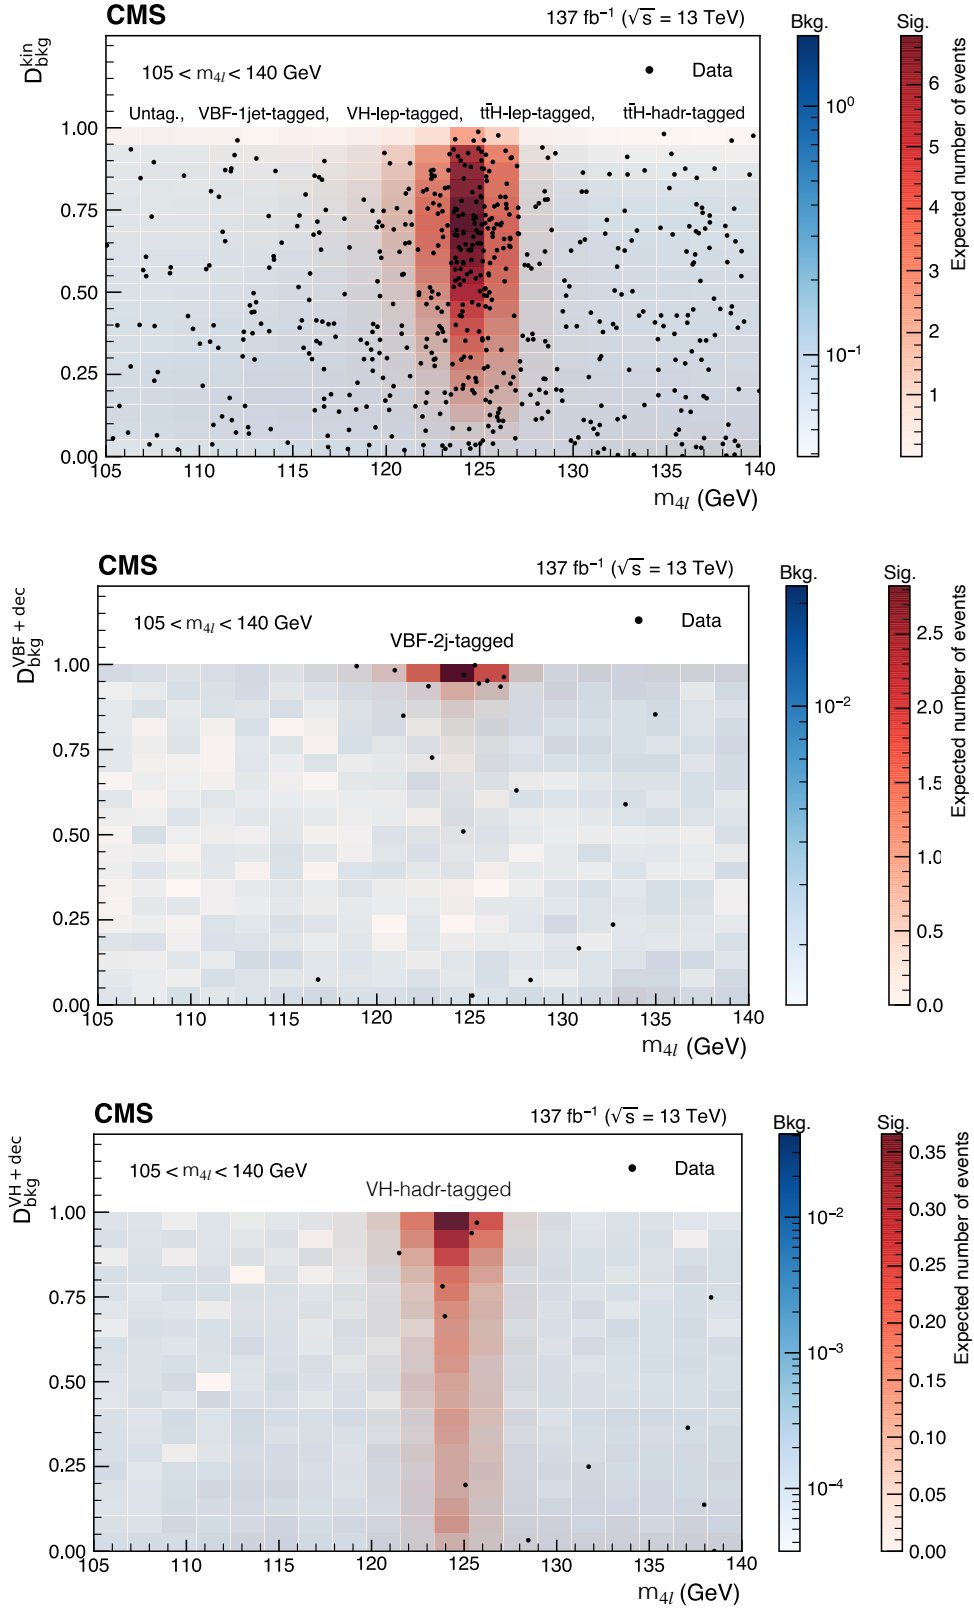 CMS 137 fb⁻¹ (√s = 13 TeV) Bkg. Sig.
D^kin_bkg
105 < m4l < 140 GeV Data
Untag., VBF-1jet-tagged, VH-lep-tagged, tt̄H-lep-tagged, tt̄H-hadr-tagged
1.00
0.75
0.50
0.25
0.00
105 110 115 120 125 130 135 140
m4l (GeV)
10⁰
10⁻¹
6
5
4
3
2
1
Expected number of events
CMS 137 fb⁻¹ (√s = 13 TeV) Bkg. Sig.
D^VBF + dec_bkg
105 < m4l < 140 GeV Data
VBF-2j-tagged
1.00
0.75
0.50
0.25
0.00
105 110 115 120 125 130 135 140
m4l (GeV)
10⁻²
2.5
2.0
1.5
1.0
0.5
0.0
Expected number of events
CMS 137 fb⁻¹ (√s = 13 TeV) Bkg. Sig.
D^VH + dec_bkg
105 < m4l < 140 GeV Data
VH-hadr-tagged
1.00
0.75
0.50
0.25
0.00
105 110 115 120 125 130 135 140
m4l (GeV)
10⁻²
10⁻³
10⁻⁴
0.35
0.30
0.25
0.20
0.15
0.10
0.05
0.00
Expected number of events